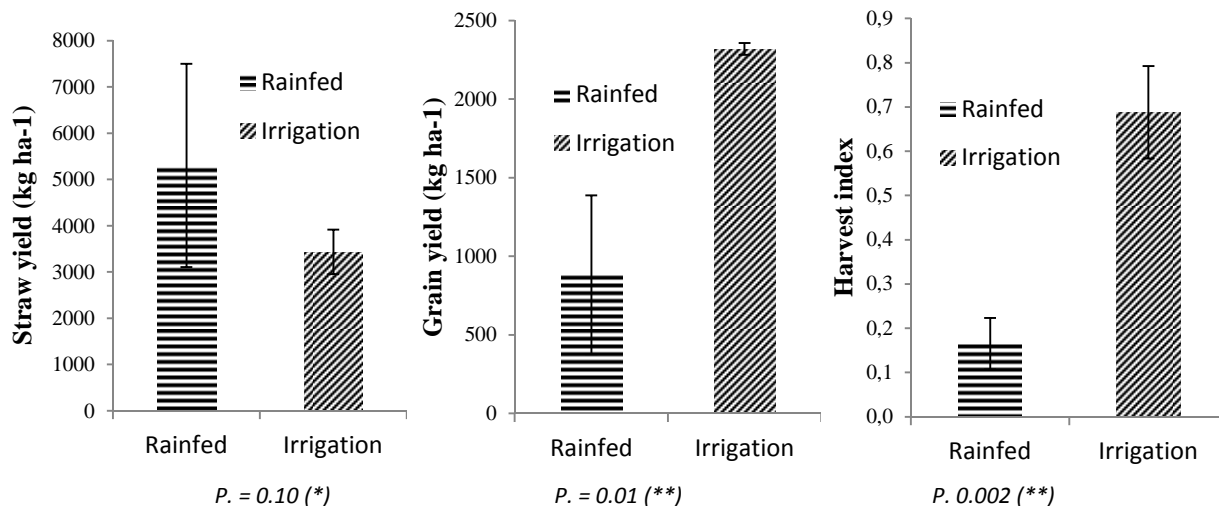 Straw yield (kg ha-1)
8000
7000
6000
5000
4000
3000
2000
1000
0
Rainfed
Irrigation
Rainfed Irrigation
P. = 0.10 (*)
Grain yield (kg ha-1)
2500
2000
1500
1000
500
0
Rainfed
Irrigation
Rainfed Irrigation
P. = 0.01 (**)
Harvest index
0,9
0,8
0,7
0,6
0,5
0,4
0,3
0,2
0,1
0,0
Rainfed
Irrigation
Rainfed Irrigation
P. 0.002 (**)